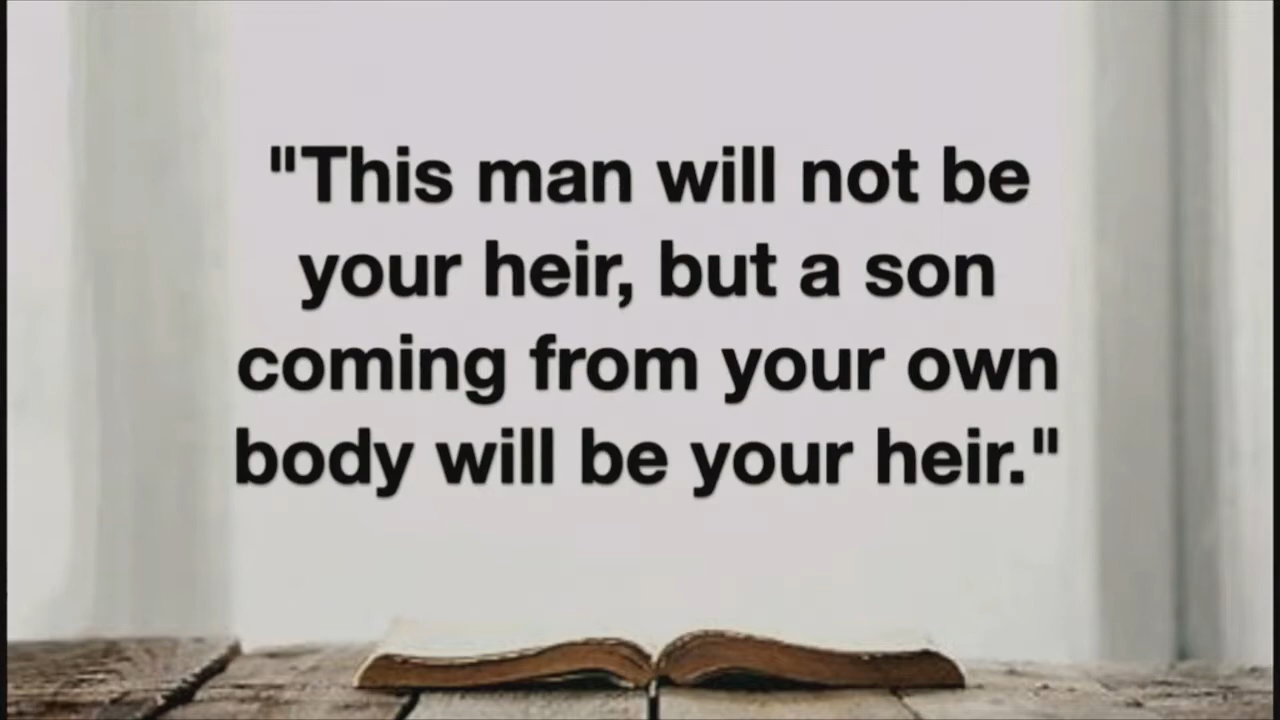 "This man will not be
your heir, but a son
coming from your own
body will be your heir."